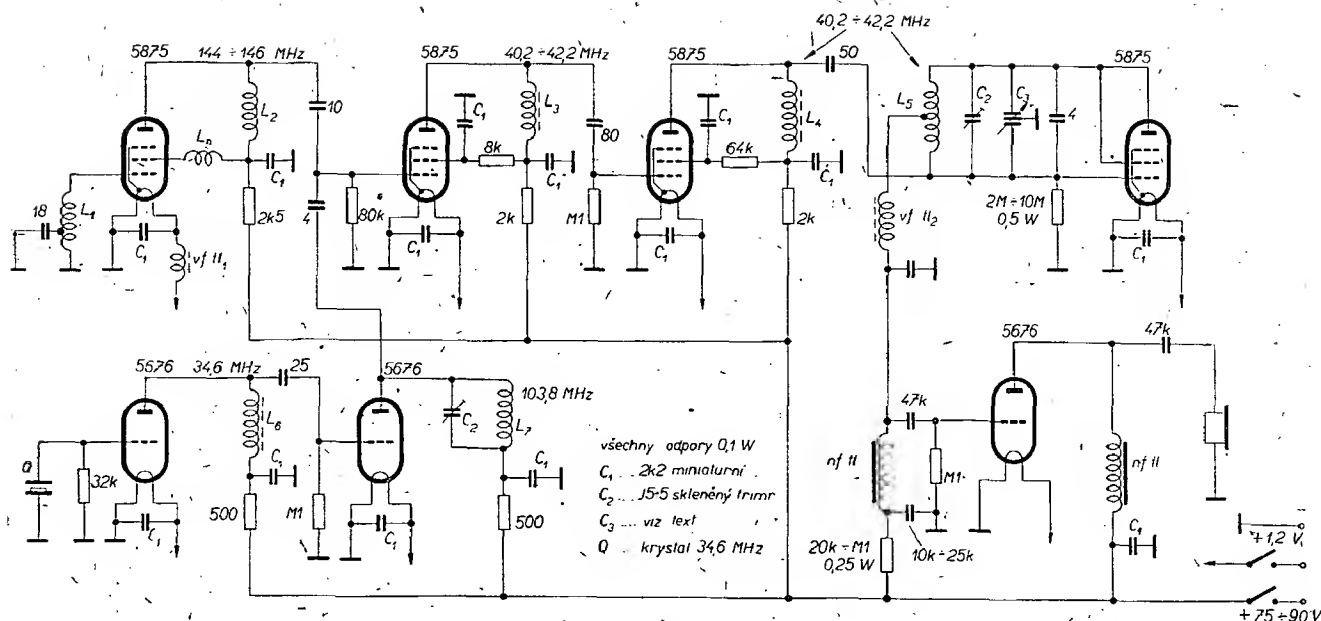 40,2 ÷ 42,2 MHz
5875
144 ÷ 146 MHz
5875
40,2 ÷ 42,2 MHz
5875
50
5875
L2
10
C1
L3
80
C1
L4
L5
C2
C3
4
Ln
8k
64k
C1
C1
C1
18
L1
2k5
4
80k
2k
M1
2k
vf tl2
2M ÷ 10M
0,5 W
C1
C1
C1
C1
vf tl1
5676
34,6 MHz
25
5676
5676
47k
103,8 MHz
L6
C2
L7
47k
všechny odpory 0,1 W
C1 .. 2k2 miniaturní
C2 ... 15+5 skleněný trimr
C3 .... viz text
Q .. krystal 34,6 MHz
Q
32k
C1
C1
nf tl
M1
nf tl
C1
500
M1
C1
500
C1
20k ÷ M1
0,25 W
10k ÷ 25k
+1,2 V
+75 ÷ 90V